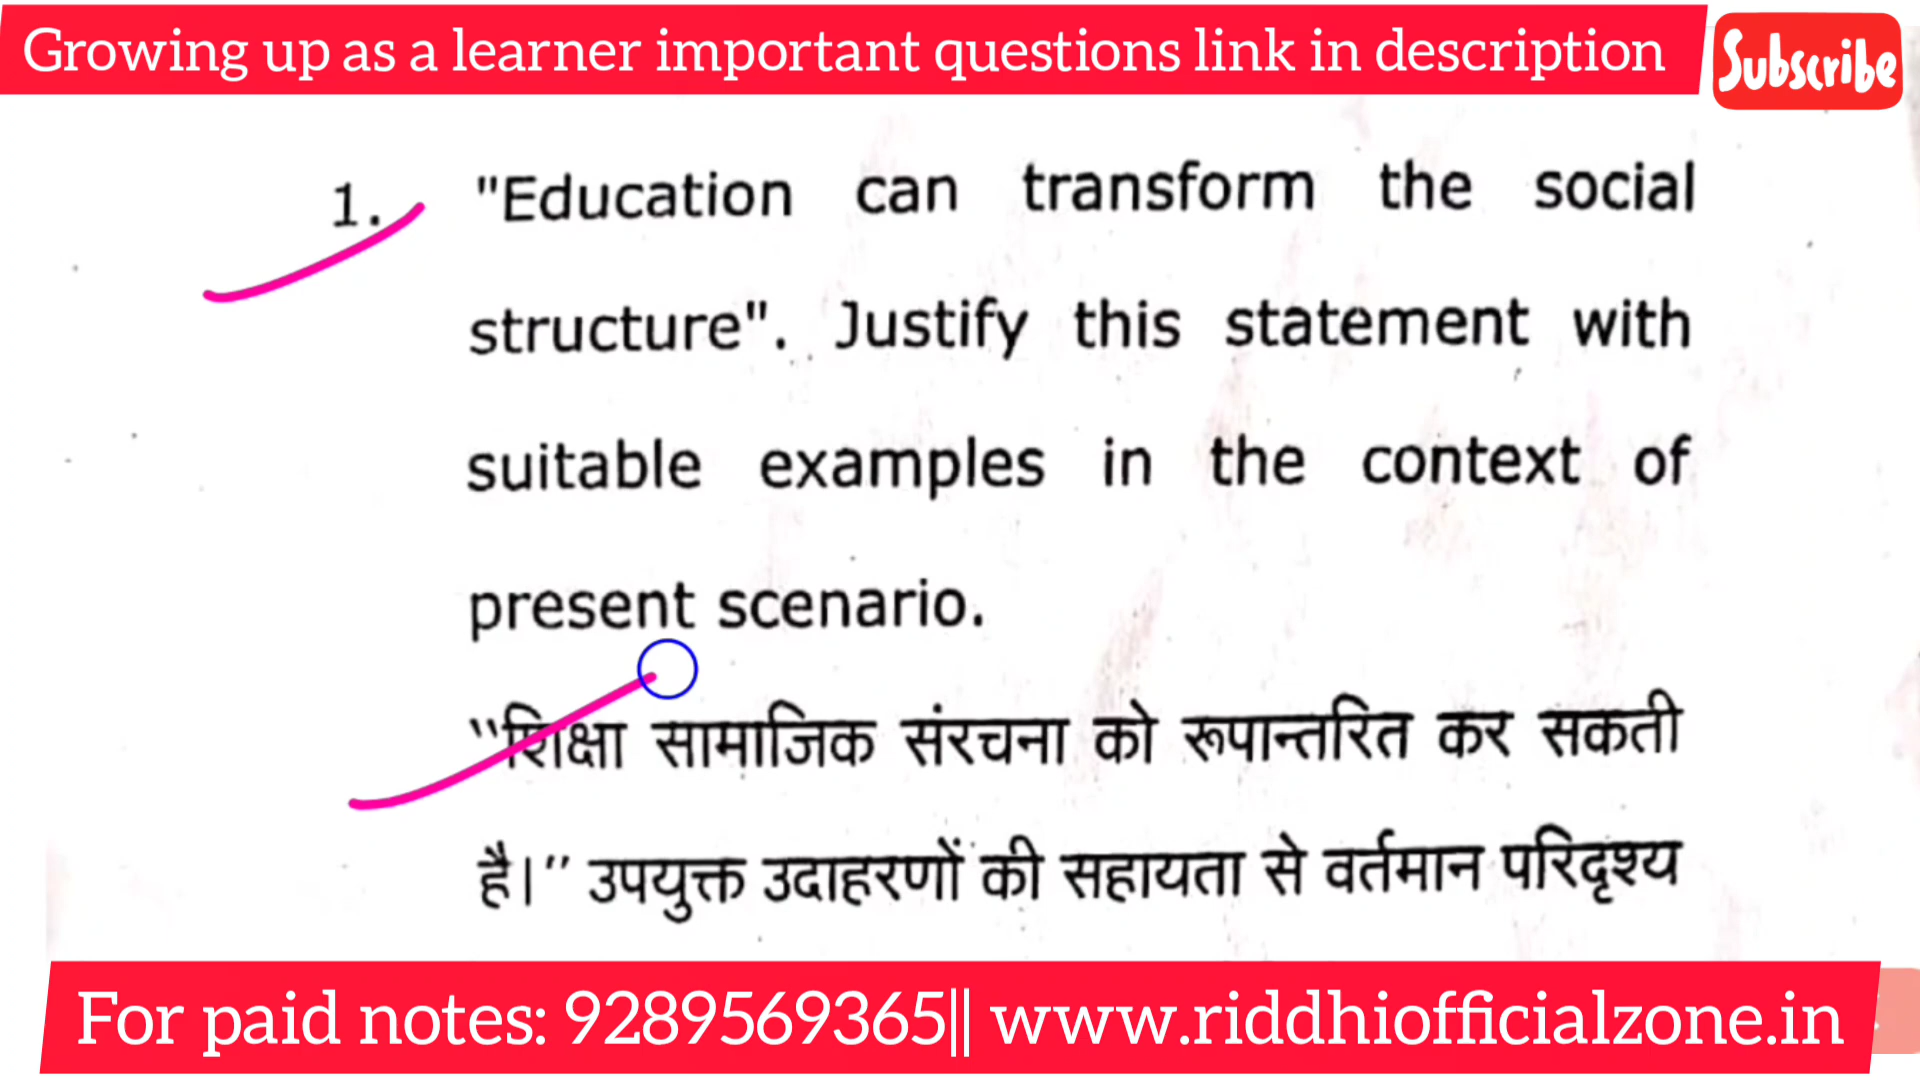 Growing up as a learner important questions link in description
Subscribe
1. "Education can transform the social
structure". Justify this statement with
suitable examples in the context of
present scenario.
"शिक्षा सामाजिक संरचना को रूपान्तरित कर सकती
है।" उपयुक्त उदाहरणों की सहायता से वर्तमान परिदृश्य
For paid notes: 9289569365|| www.riddhiofficialzone.in